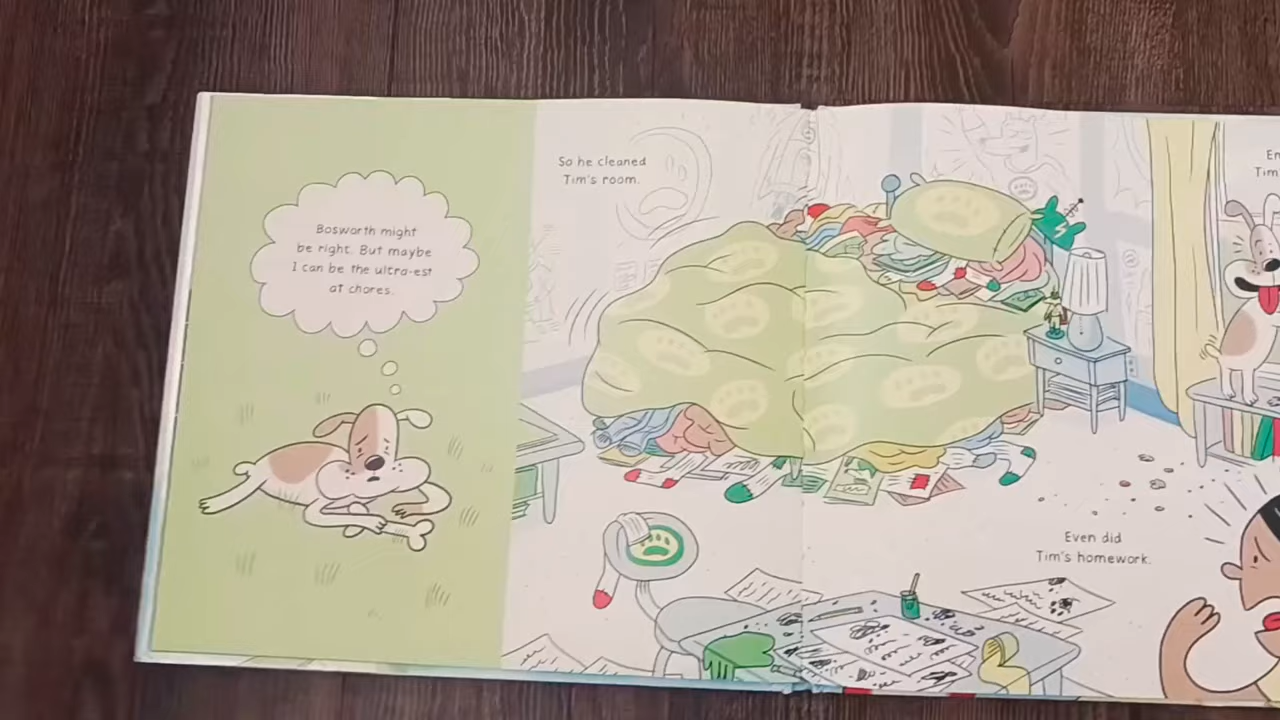 Bosworth might
be right. But maybe
I can be the ultra-est
at chores.
So he cleaned
Tim's room.
Even did
Tim's homework.
Tim